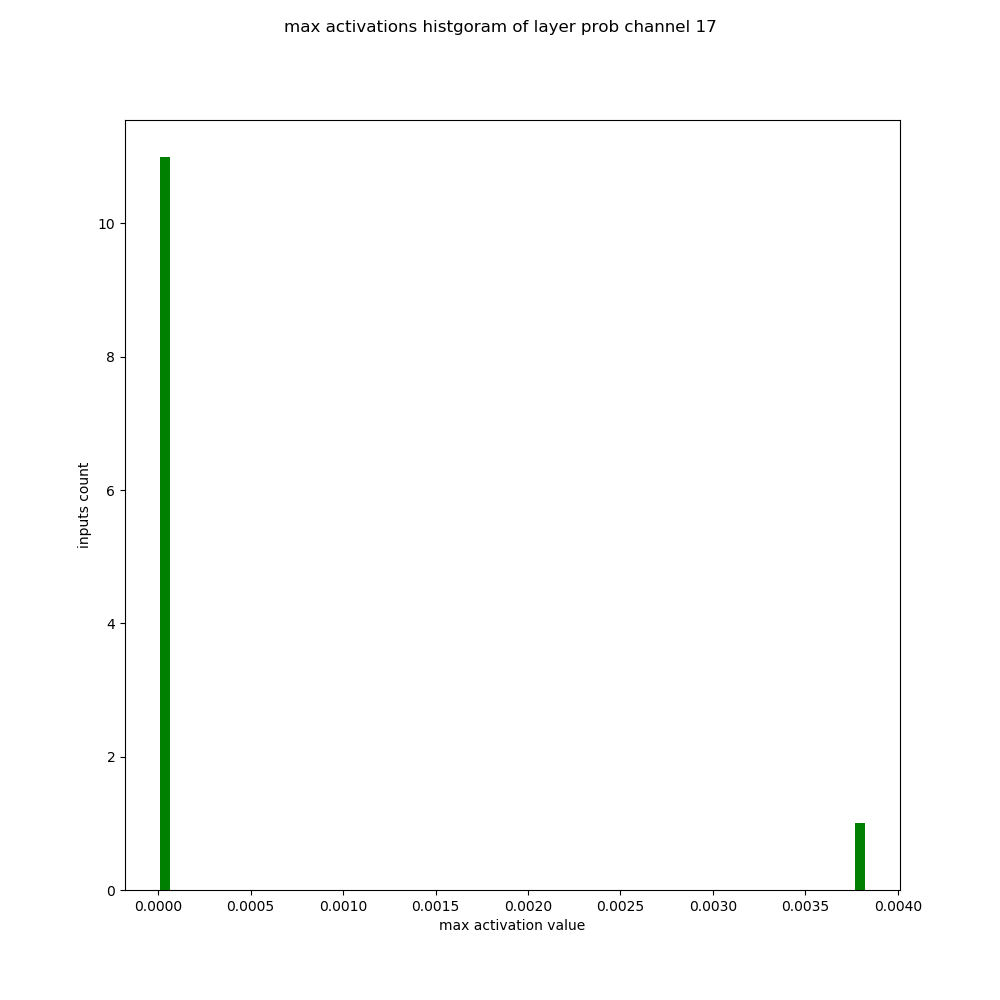 max activations histgoram of layer prob channel 17
10
8
6
4
2
0
inputs count
0.0000 0.0005 0.0010 0.0015 0.0020 0.0025 0.0030 0.0035 0.0040
max activation value